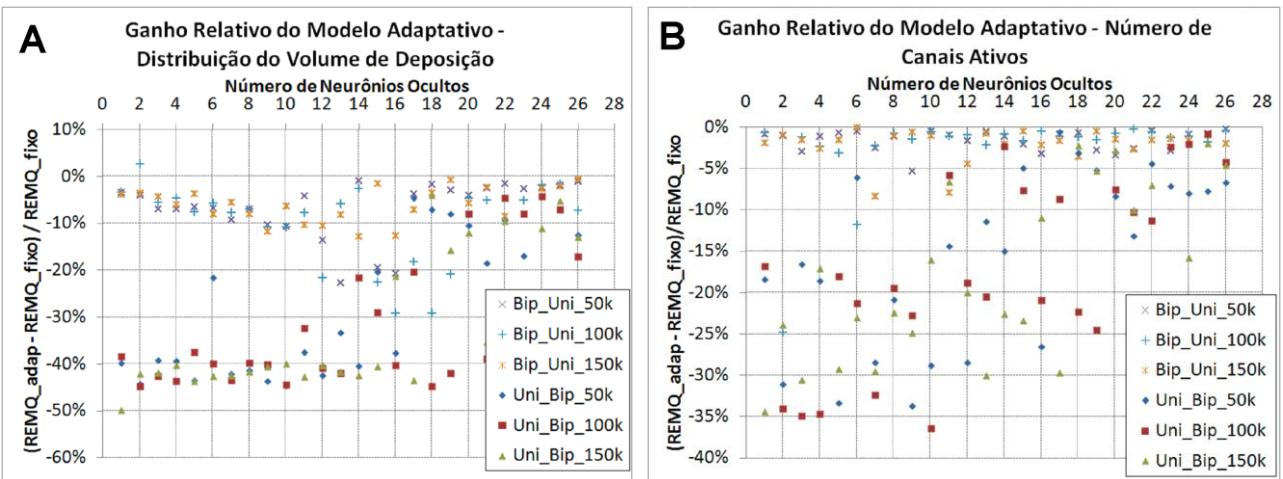 A
Ganho Relativo do Modelo Adaptativo -
Distribuição do Volume de Deposição
Número de Neurônios Ocultos
0 2 4 6 8 10 12 14 16 18 20 22 24 26 28
10%
0%
-10%
-20%
-30%
-40%
-50%
-60%
(REMQ_adap - REMQ_fixo) / REMQ_fixo
Bip_Uni_50k
Bip_Uni_100k
Bip_Uni_150k
Uni_Bip_50k
Uni_Bip_100k
Uni_Bip_150k
B
Ganho Relativo do Modelo Adaptativo - Número de
Canais Ativos
Número de Neurônios Ocultos
0 2 4 6 8 10 12 14 16 18 20 22 24 26 28
0%
-5%
-10%
-15%
-20%
-25%
-30%
-35%
-40%
(REMQ_adap - REMQ_fixo)/REMQ_fixo
Bip_Uni_50k
Bip_Uni_100k
Bip_Uni_150k
Uni_Bip_50k
Uni_Bip_100k
Uni_Bip_150k